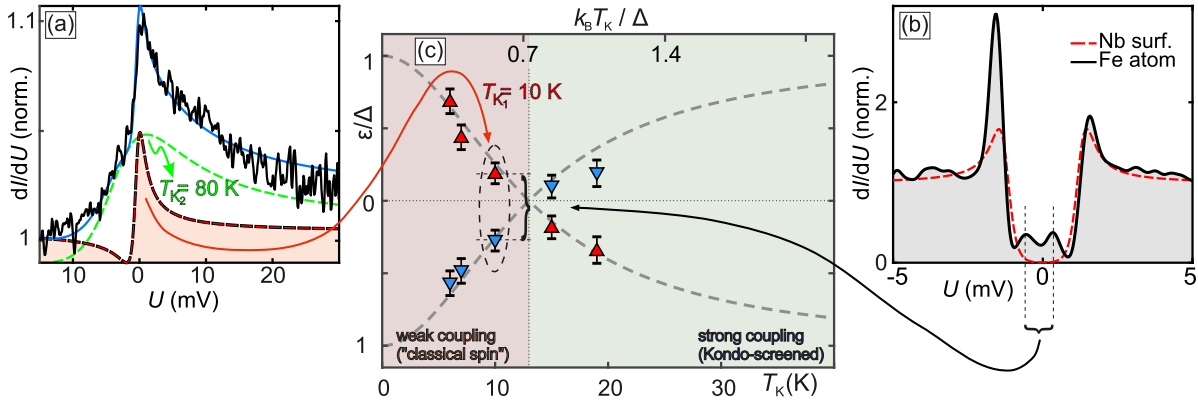 (a)
1.1
1
dI/dU (norm.)
T_K2 = 80 K
-10
0
10
20
U (mV)
k_B T_K / Δ
(c)
0.7
1.4
T_K1 = 10 K
1
ε/Δ
0
1
weak coupling
("classical spin")
strong coupling
(Kondo-screened)
0
10
20
30
T_K (K)
(b)
Nb surf.
Fe atom
2
0
dI/dU (norm.)
-5
0
5
U (mV)